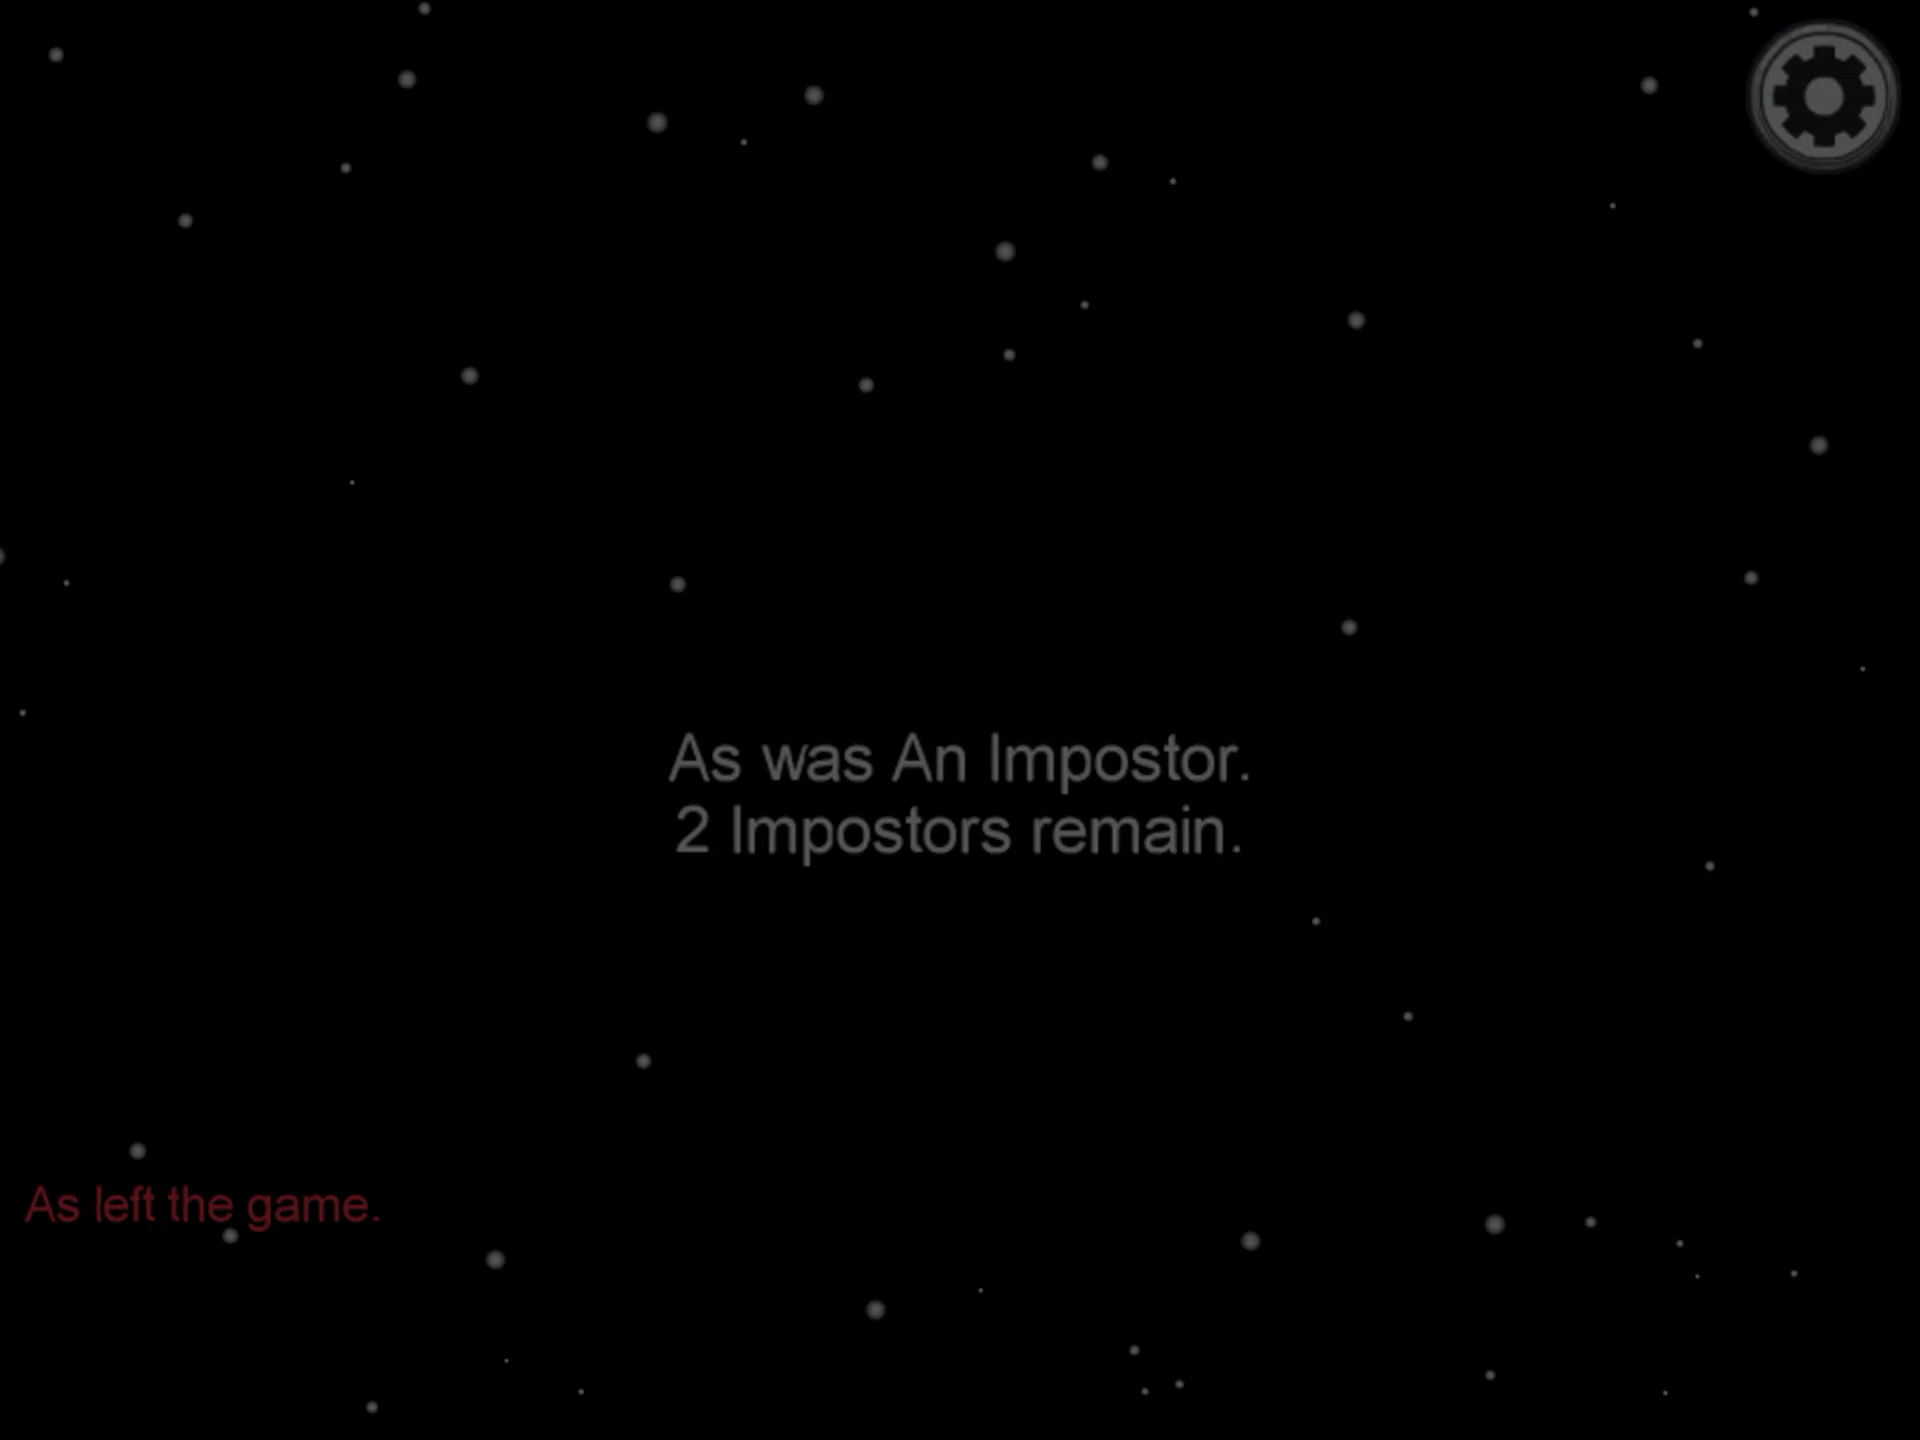 As was An Impostor.
2 Impostors remain.
As left the game.